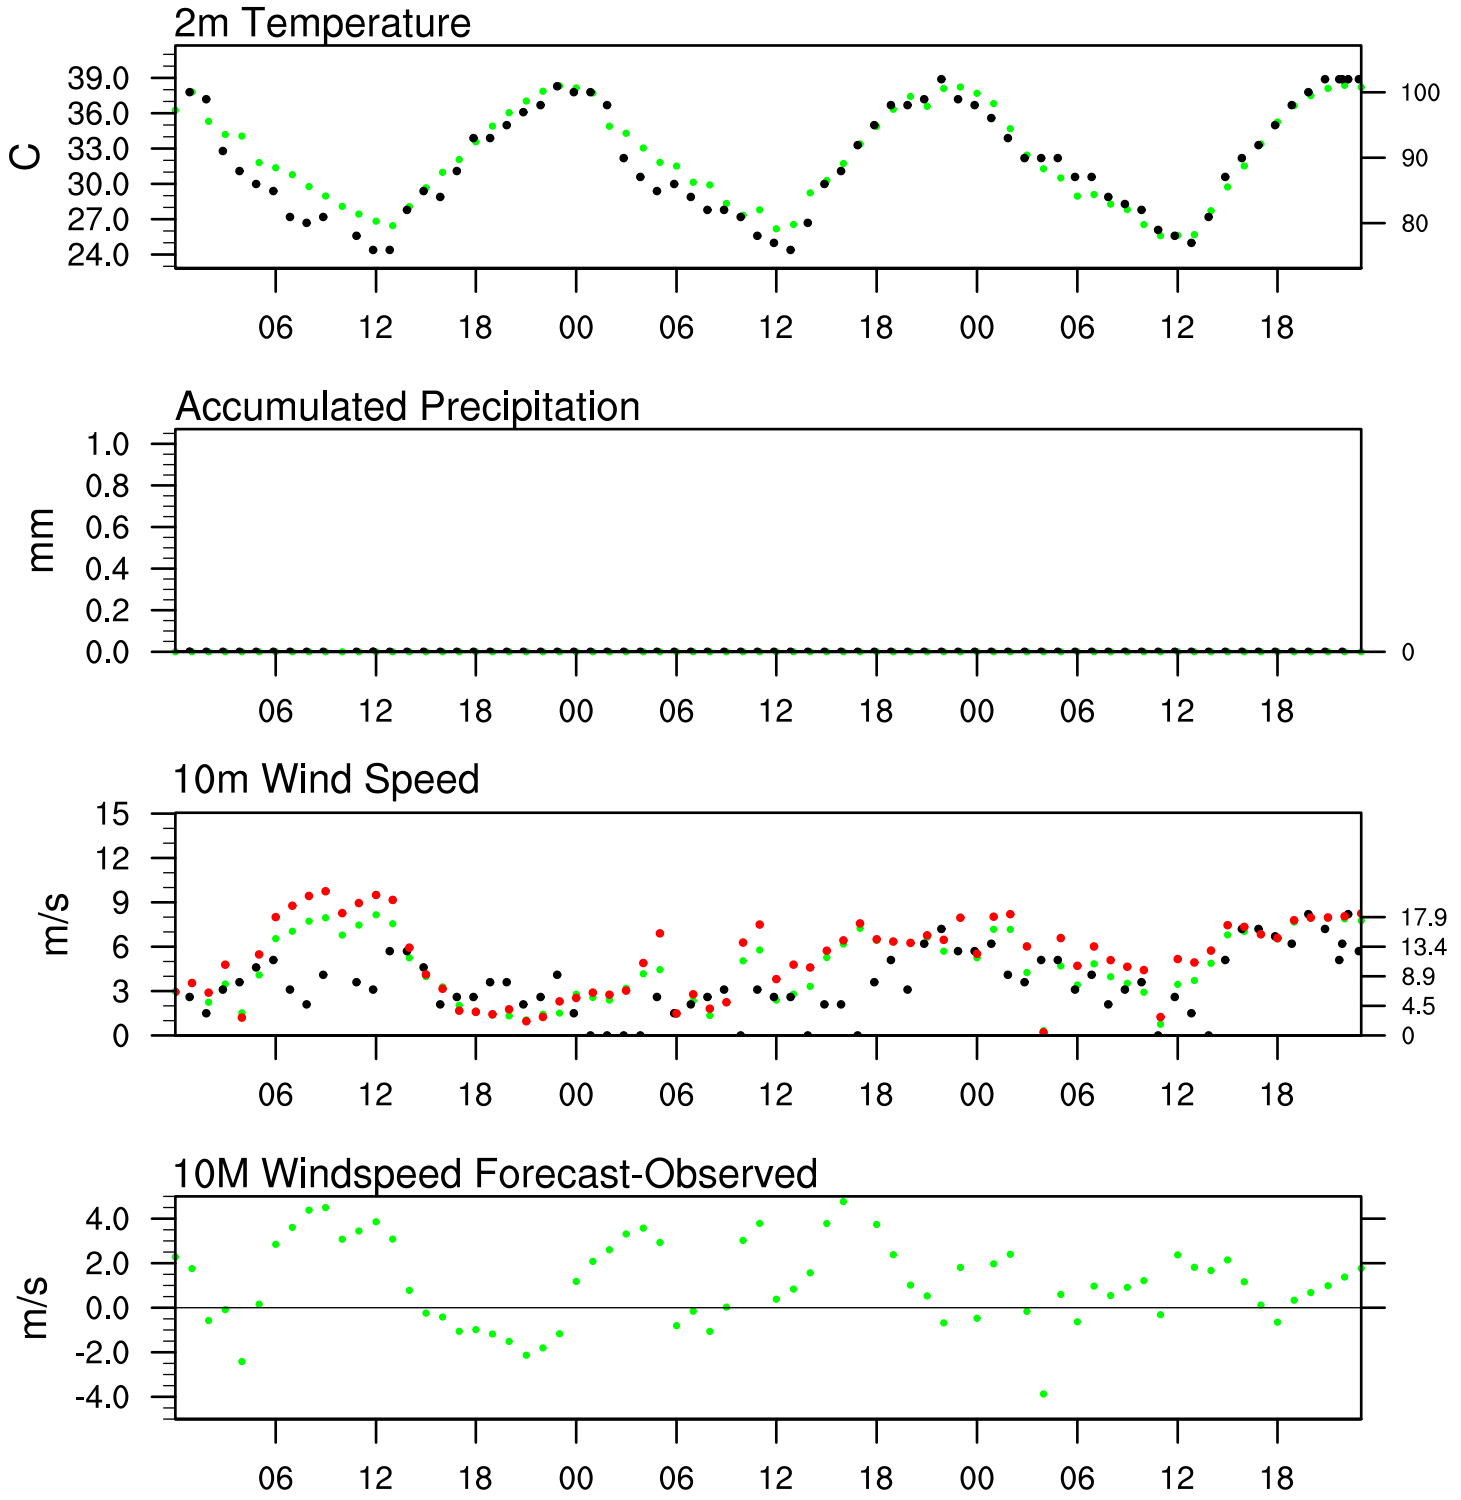 2m Temperature
39.0
36.0
33.0
30.0
27.0
24.0
C
100
90
80
06 12 18 00 06 12 18 00 06 12 18
Accumulated Precipitation
1.0
0.8
0.6
0.4
0.2
0.0
mm
0
06 12 18 00 06 12 18 00 06 12 18
10m Wind Speed
15
12
9
6
3
0
m/s
17.9
13.4
8.9
4.5
0
06 12 18 00 06 12 18 00 06 12 18
10M Windspeed Forecast-Observed
4.0
2.0
0.0
-2.0
-4.0
m/s
06 12 18 00 06 12 18 00 06 12 18